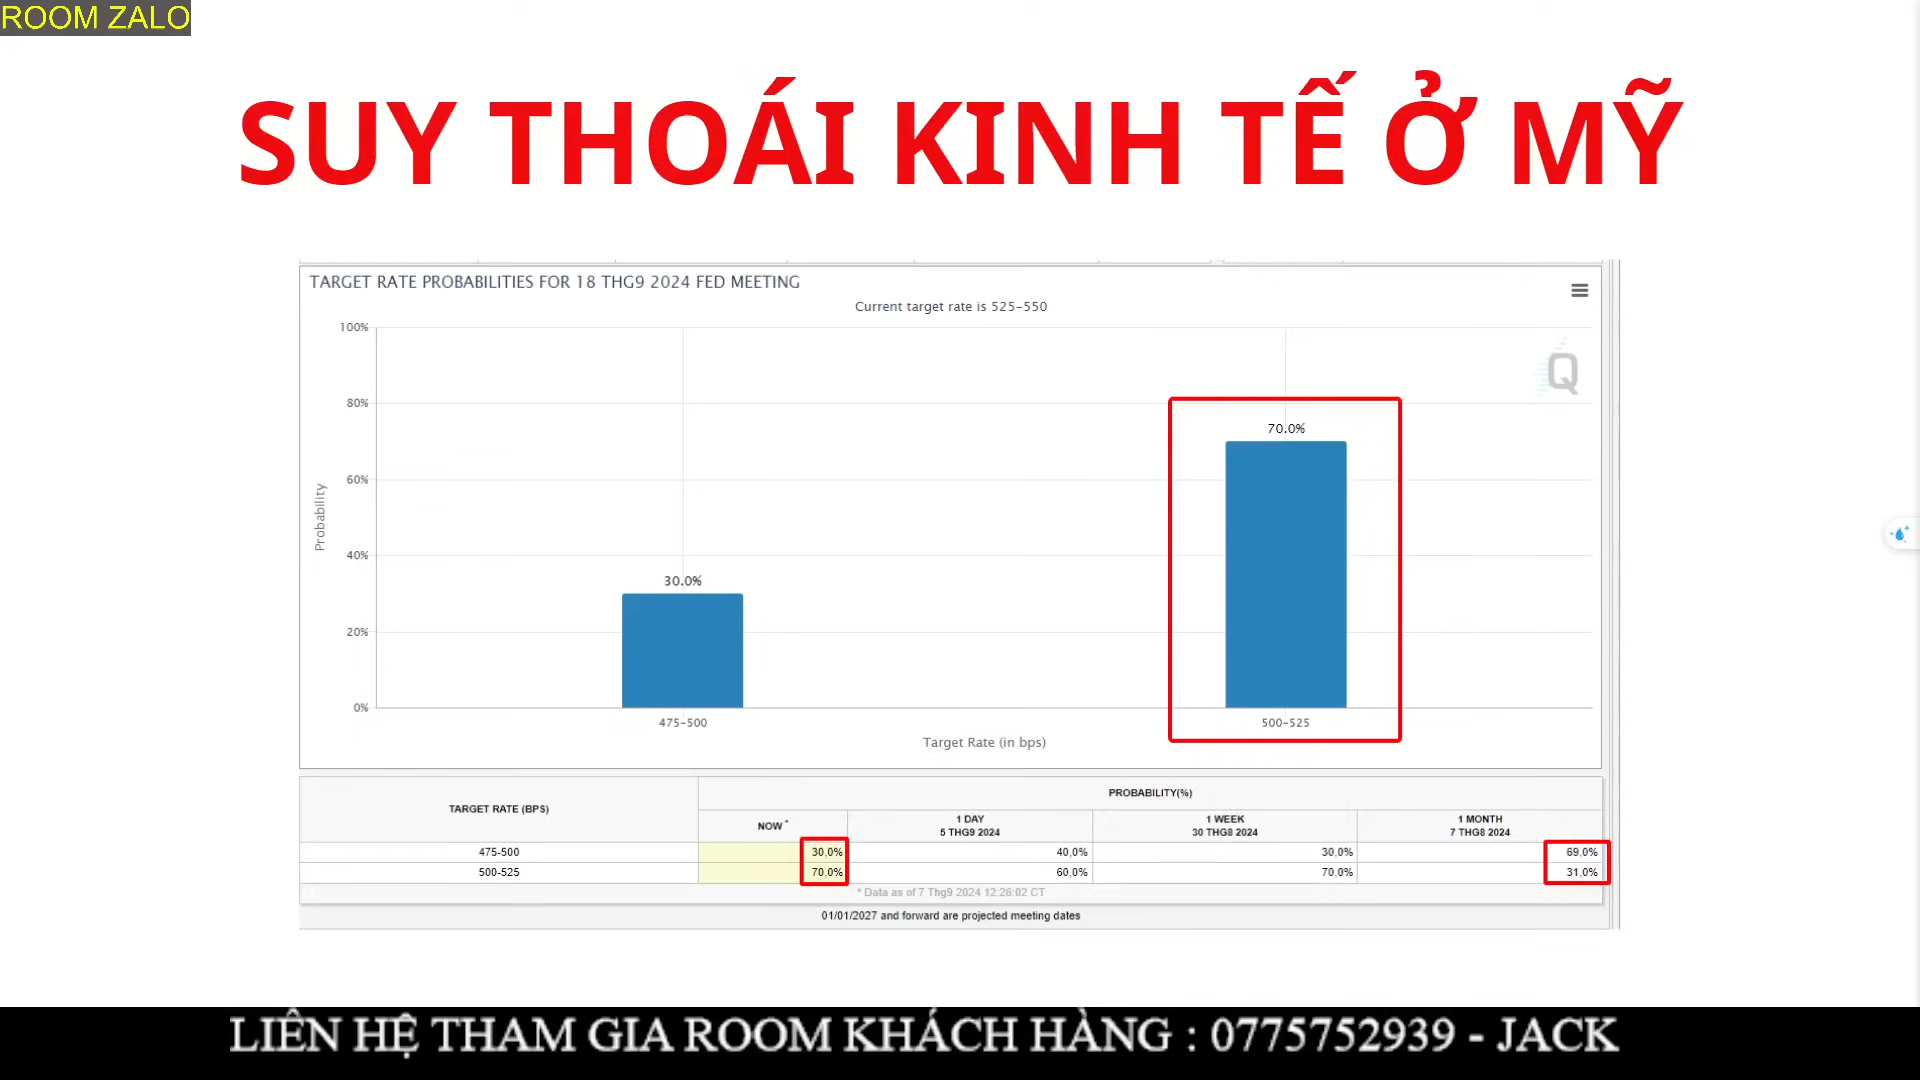 ROOM ZALO
SUY THOÁI KINH TẾ Ở MỸ
TARGET RATE PROBABILITIES FOR 18 THG9 2024 FED MEETING
Current target rate is 525-550
100%
80%
60%
40%
20%
0%
Probability
Q
30.0%
70.0%
475-500
500-525
Target Rate (in bps)
TARGET RATE (BPS)
PROBABILITY(%)
NOW *
1 DAY
5 THG9 2024
1 WEEK
30 THG8 2024
1 MONTH
7 THG8 2024
475-500 30,0% 40,0% 30,0% 69,0%
500-525 70,0% 60,0% 70,0% 31,0%
* Data as of 7 Thg9 2024 12:26:02 CT
01/01/2027 and forward are projected meeting dates
LIÊN HỆ THAM GIA ROOM KHÁCH HÀNG : 0775752939 - JACK